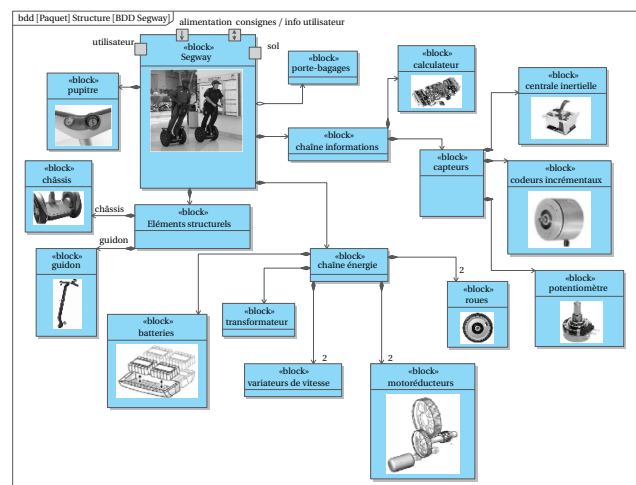 bdd [Paquet] Structure [BDD Segway]
alimentation consignes / info utilisateur
utilisateur
sol
«block»
Segway
«block»
pupitre
«block»
porte-bagages
«block»
calculateur
«block»
centrale inertielle
«block»
chaîne informations
«block»
capteurs
«block»
codeurs incrémentaux
«block»
châssis
châssis
«block»
Eléments structurels
guidon
«block»
guidon
«block»
chaîne énergie
2
«block»
roues
«block»
potentiomètre
«block»
batteries
«block»
transformateur
2
2
«block»
variateurs de vitesse
«block»
motoréducteurs